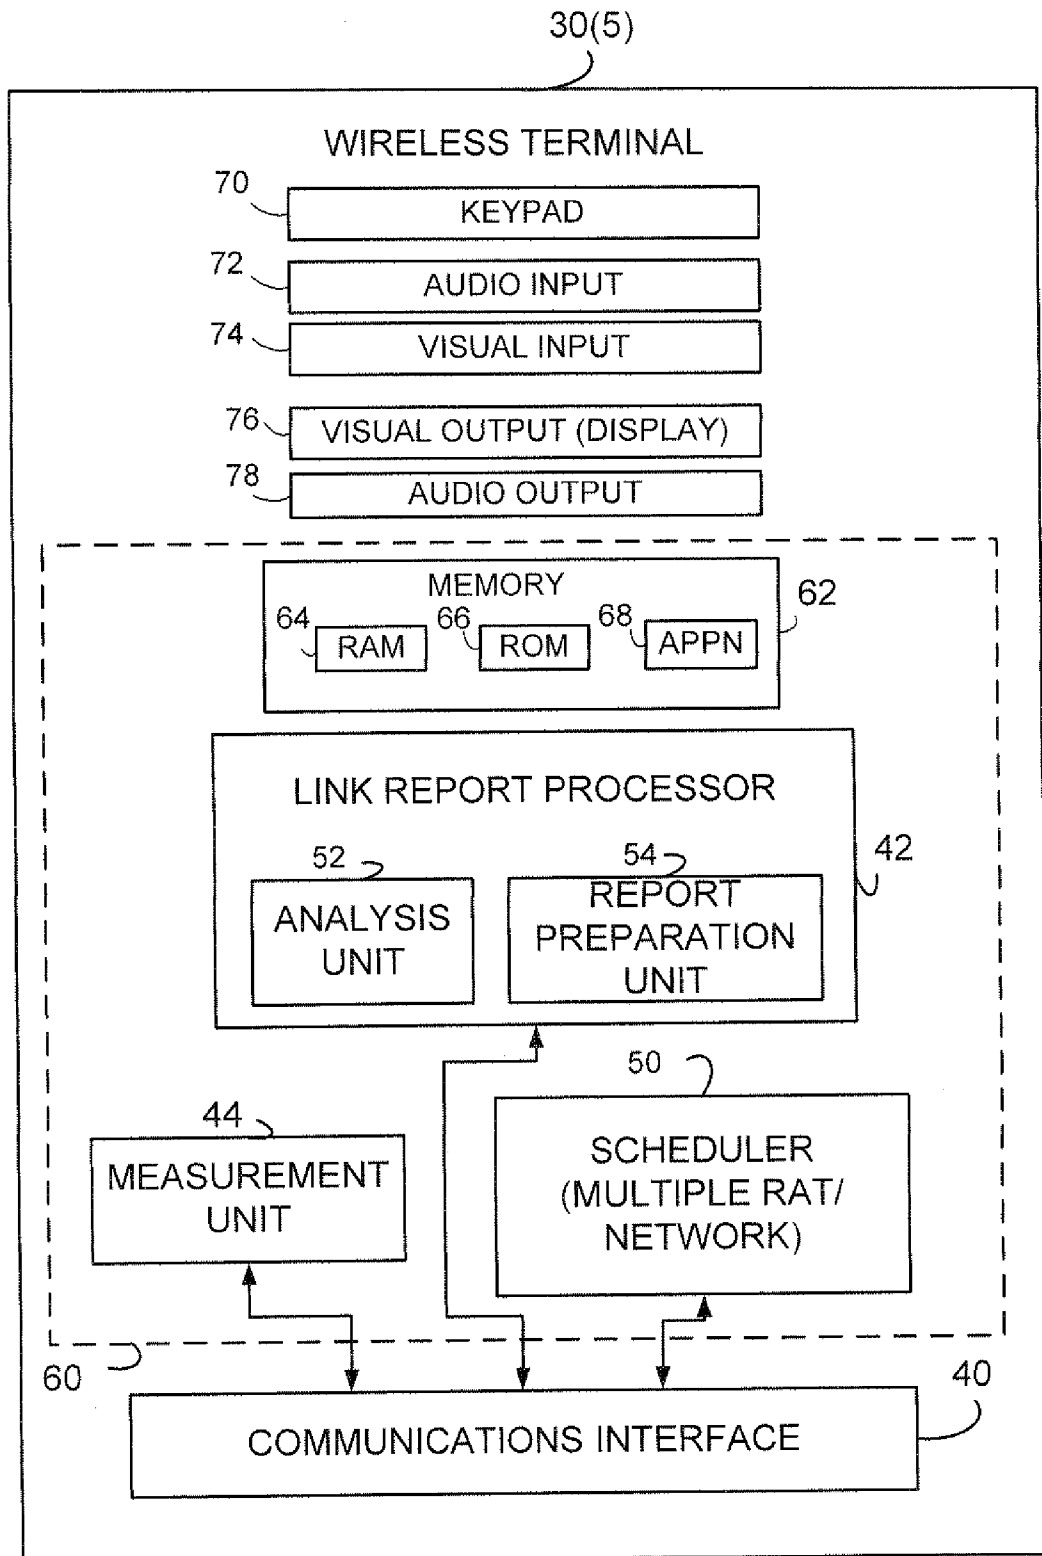 30(5)
WIRELESS TERMINAL
70
KEYPAD
72
AUDIO INPUT
74
VISUAL INPUT
76
VISUAL OUTPUT (DISPLAY)
78
AUDIO OUTPUT
MEMORY
62
64
RAM
66
ROM
68
APPN
LINK REPORT PROCESSOR
42
52
ANALYSIS
UNIT
54
REPORT
PREPARATION
UNIT
44
MEASUREMENT
UNIT
50
SCHEDULER
(MULTIPLE RAT/
NETWORK)
60
40
COMMUNICATIONS INTERFACE